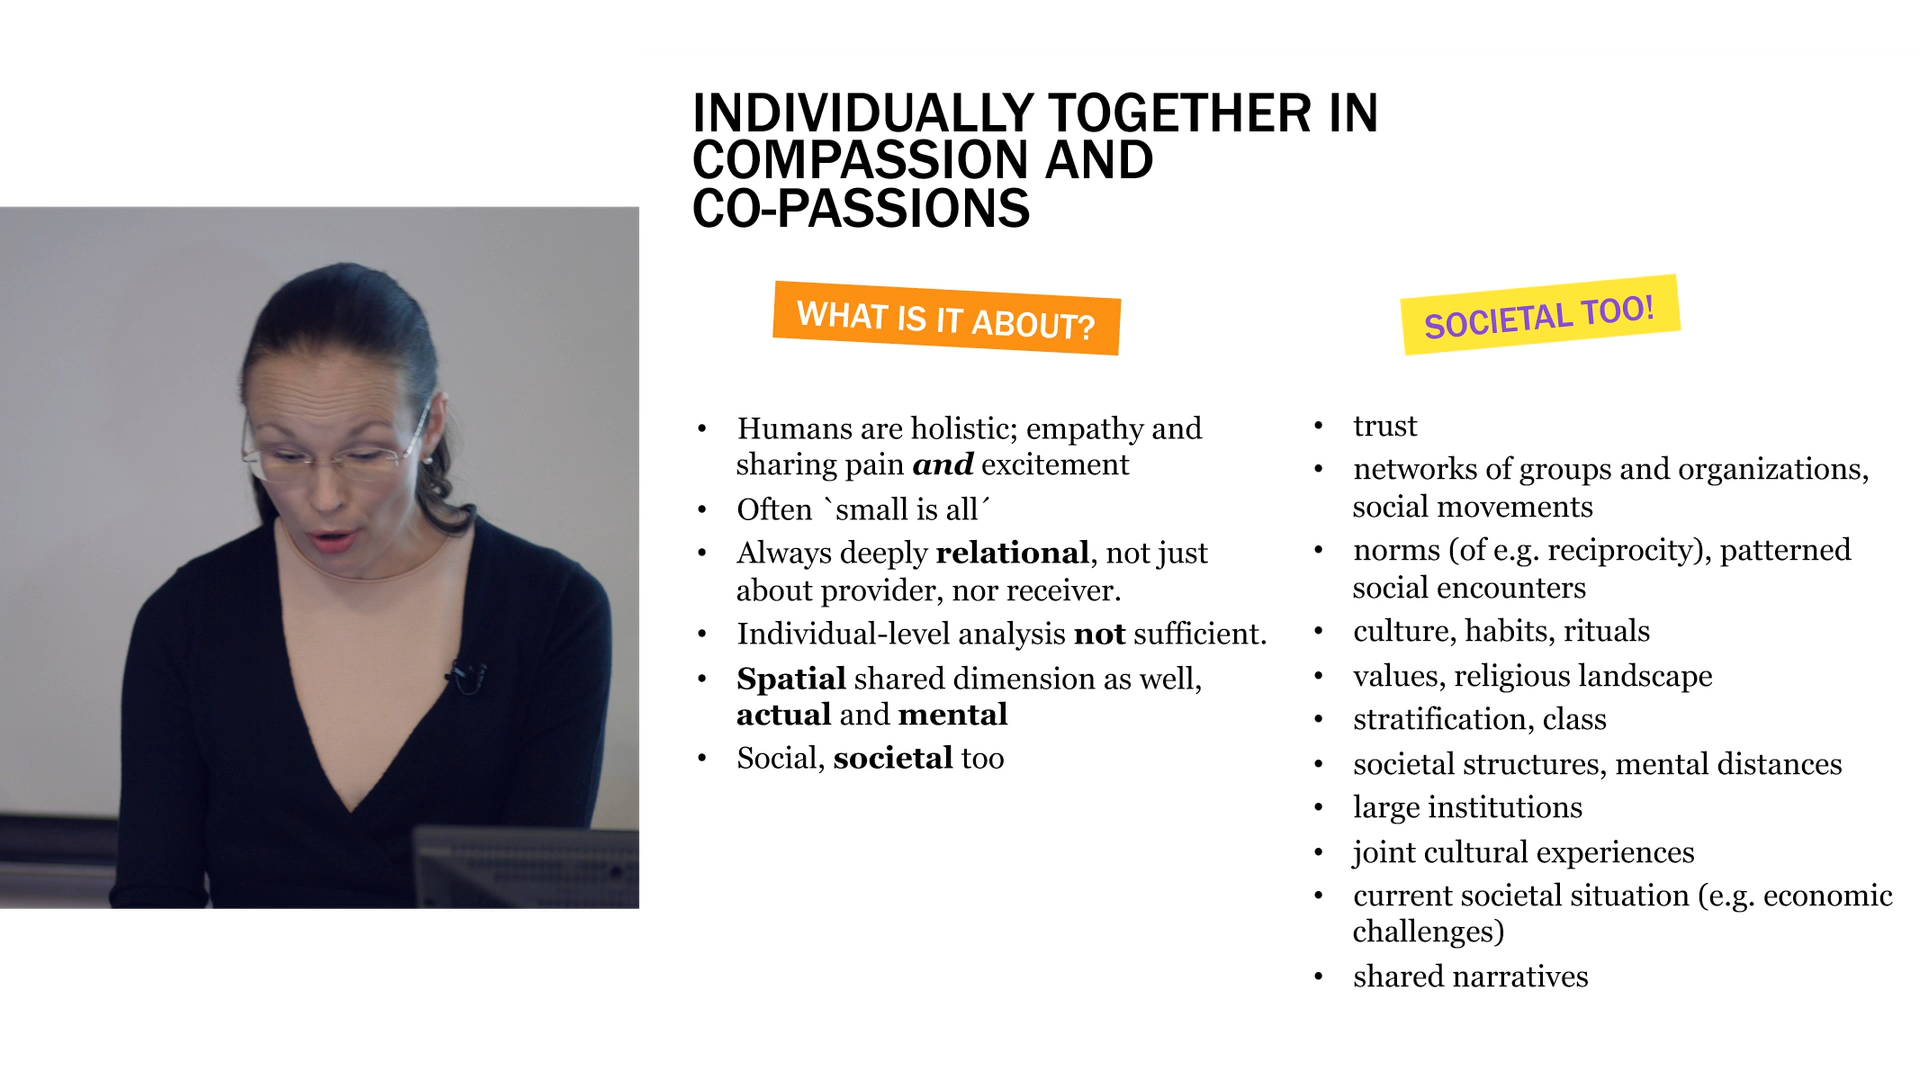 INDIVIDUALLY TOGETHER IN
COMPASSION AND
CO-PASSIONS
WHAT IS IT ABOUT?
• Humans are holistic; empathy and
sharing pain and excitement
• Often `small is all´
• Always deeply relational, not just
about provider, nor receiver.
• Individual-level analysis not sufficient.
• Spatial shared dimension as well,
actual and mental
• Social, societal too
SOCIETAL TOO!
• trust
• networks of groups and organizations,
social movements
• norms (of e.g. reciprocity), patterned
social encounters
• culture, habits, rituals
• values, religious landscape
• stratification, class
• societal structures, mental distances
• large institutions
• joint cultural experiences
• current societal situation (e.g. economic
challenges)
• shared narratives